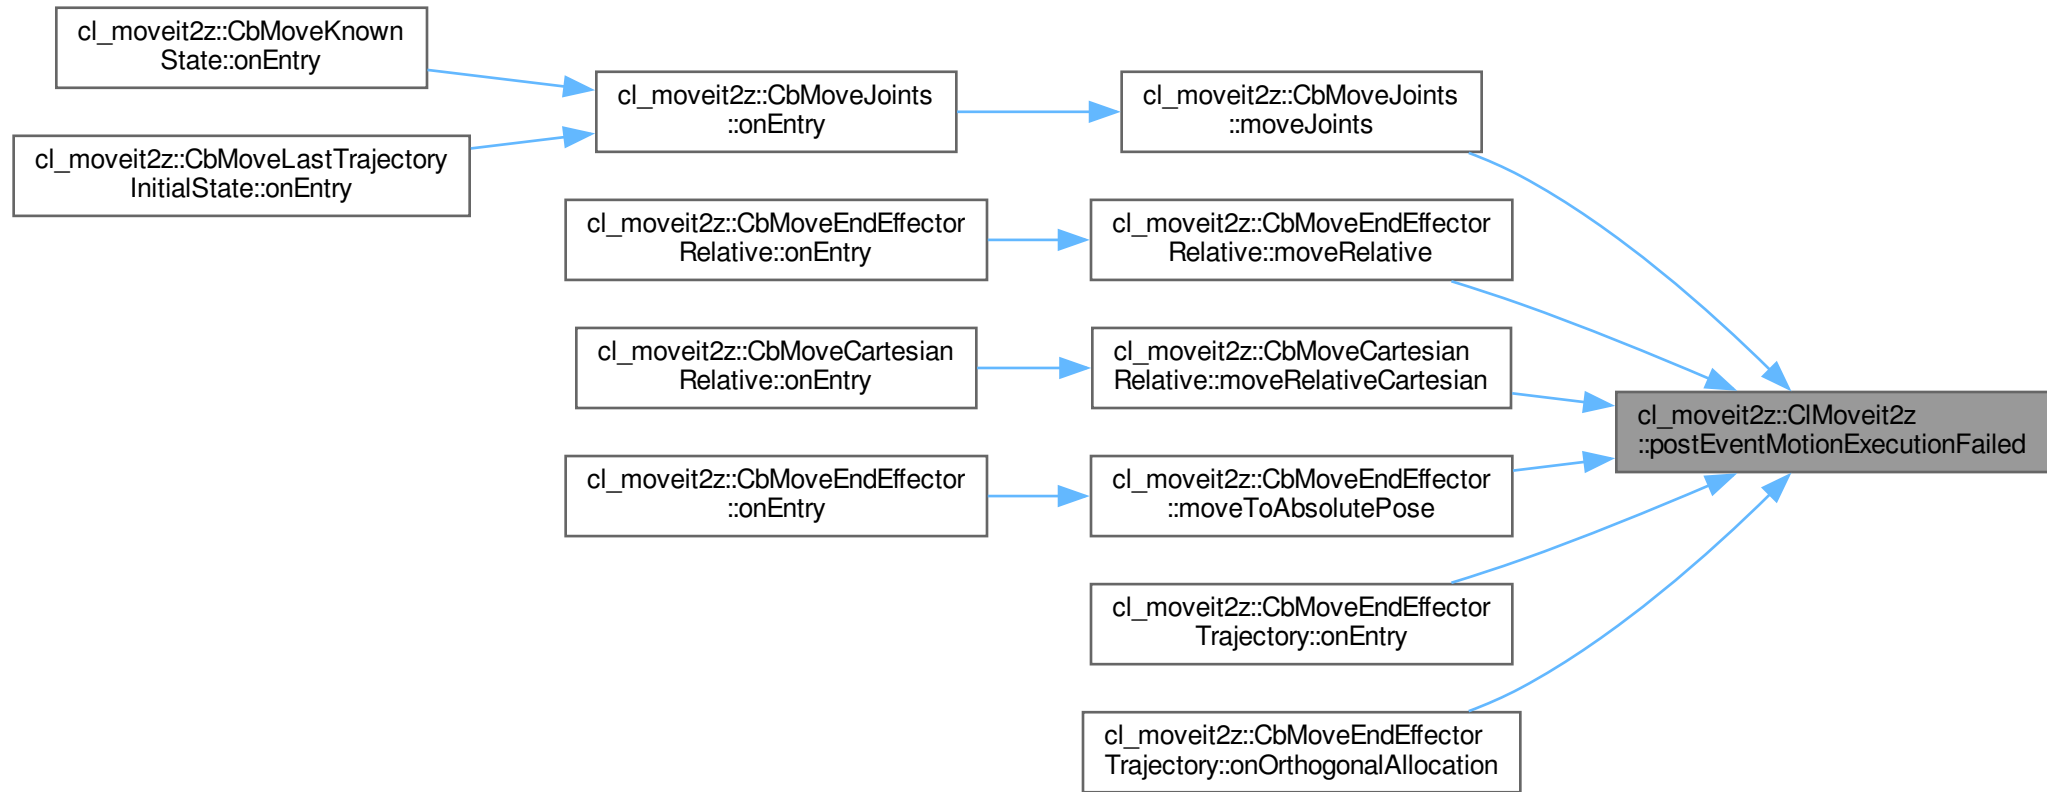 cl_moveit2z::CbMoveKnown
State::onEntry
cl_moveit2z::CbMoveLastTrajectory
InitialState::onEntry
cl_moveit2z::CbMoveJoints
::onEntry
cl_moveit2z::CbMoveJoints
::moveJoints
cl_moveit2z::CbMoveEndEffector
Relative::onEntry
cl_moveit2z::CbMoveEndEffector
Relative::moveRelative
cl_moveit2z::CbMoveCartesian
Relative::onEntry
cl_moveit2z::CbMoveCartesian
Relative::moveRelativeCartesian
cl_moveit2z::CbMoveEndEffector
::onEntry
cl_moveit2z::CbMoveEndEffector
::moveToAbsolutePose
cl_moveit2z::CbMoveEndEffector
Trajectory::onEntry
cl_moveit2z::CbMoveEndEffector
Trajectory::onOrthogonalAllocation
cl_moveit2z::ClMoveit2z
::postEventMotionExecutionFailed